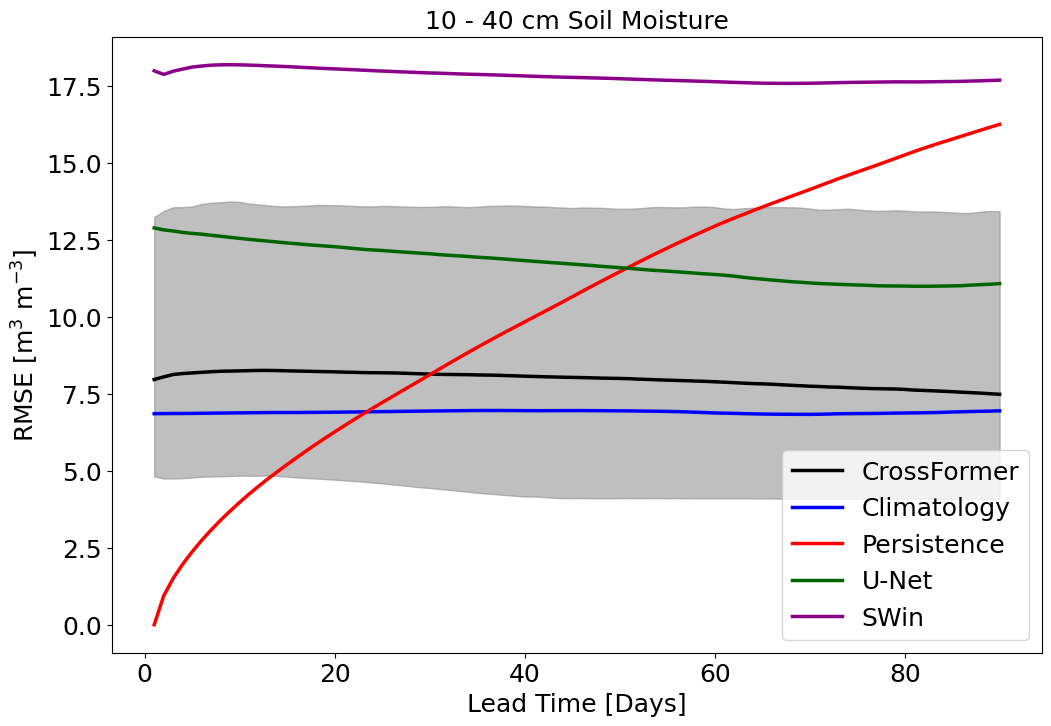 10 - 40 cm Soil Moisture
RMSE [m³ m⁻³]
17.5
15.0
12.5
10.0
7.5
5.0
2.5
0.0
CrossFormer
Climatology
Persistence
U-Net
SWin
0 20 40 60 80
Lead Time [Days]